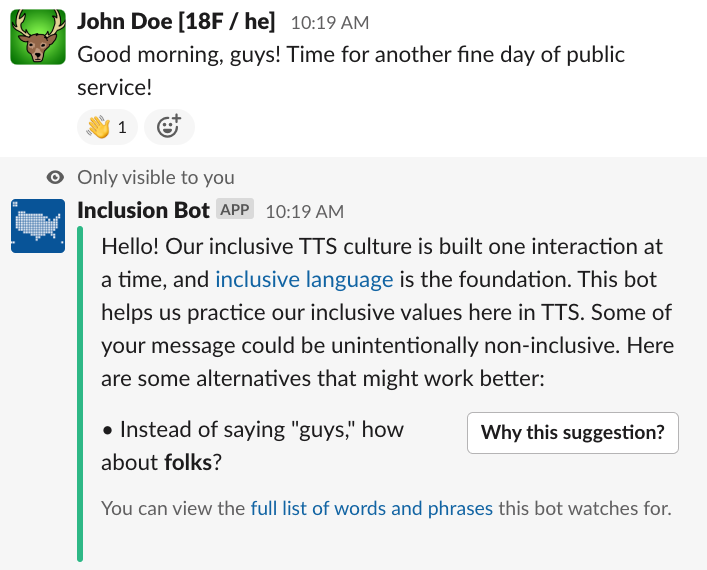 John Doe [18F / he] 10:19 AM
Good morning, guys! Time for another fine day of public
service!
1
Only visible to you
Inclusion Bot APP 10:19 AM
Hello! Our inclusive TTS culture is built one interaction at
a time, and inclusive language is the foundation. This bot
helps us practice our inclusive values here in TTS. Some of
your message could be unintentionally non-inclusive. Here
are some alternatives that might work better:
• Instead of saying "guys," how
about folks?
Why this suggestion?
You can view the full list of words and phrases this bot watches for.